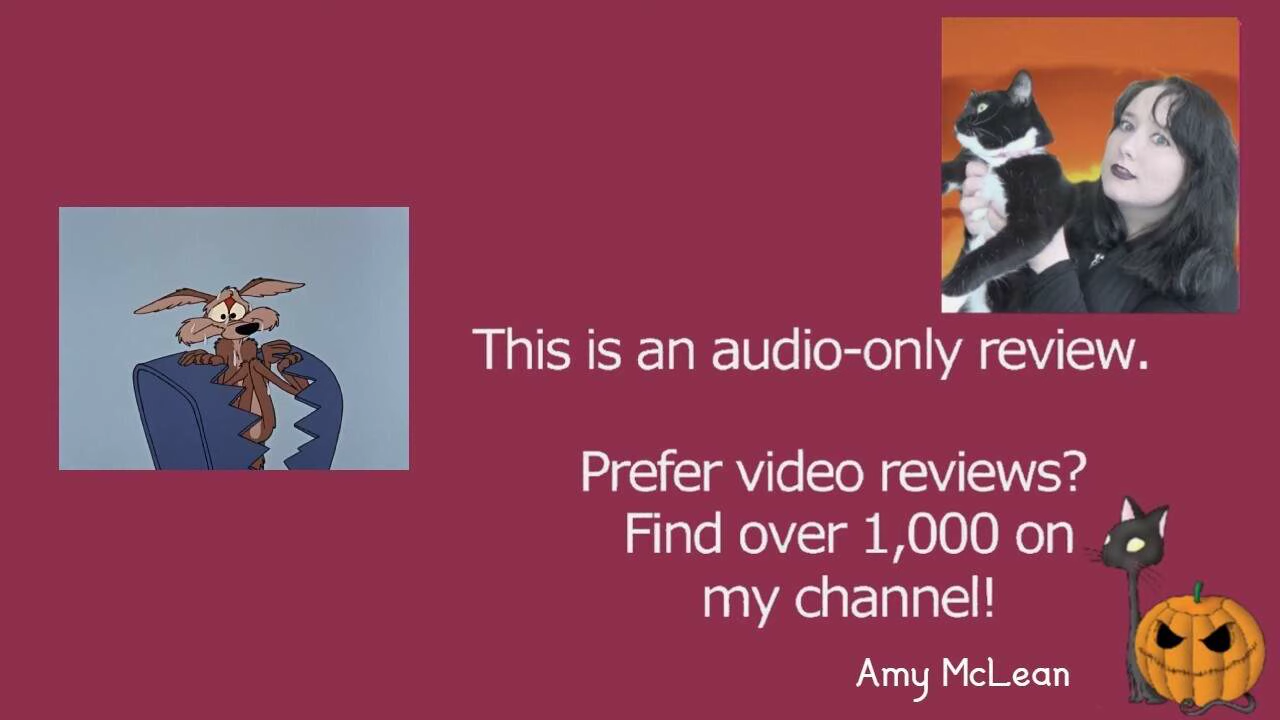 This is an audio-only review.
Prefer video reviews?
Find over 1,000 on
my channel!
Amy McLean